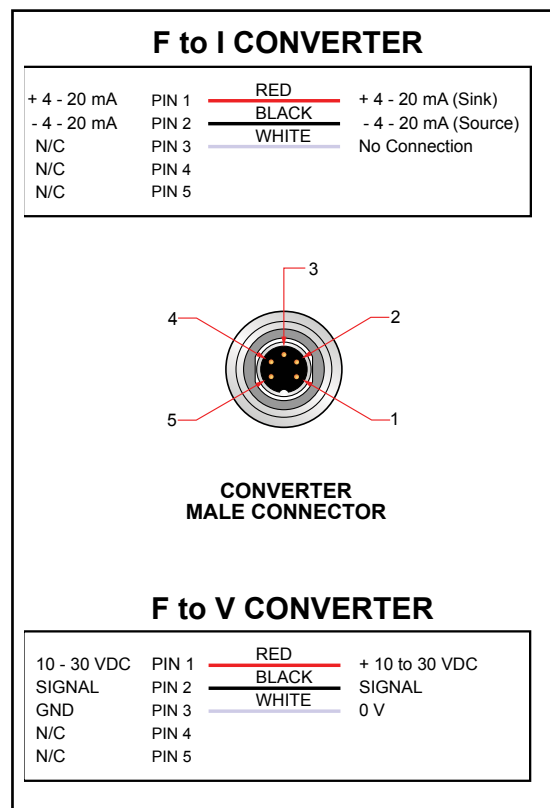 F to I CONVERTER
RED
+ 4 - 20 mA PIN 1 + 4 - 20 mA (Sink)
BLACK
- 4 - 20 mA PIN 2 - 4 - 20 mA (Source)
WHITE
N/C PIN 3 No Connection
N/C PIN 4
N/C PIN 5
3
4 2
5 1
CONVERTER
MALE CONNECTOR
F to V CONVERTER
RED
10 - 30 VDC PIN 1 + 10 to 30 VDC
BLACK
SIGNAL PIN 2 SIGNAL
WHITE
GND PIN 3 0 V
N/C PIN 4
N/C PIN 5